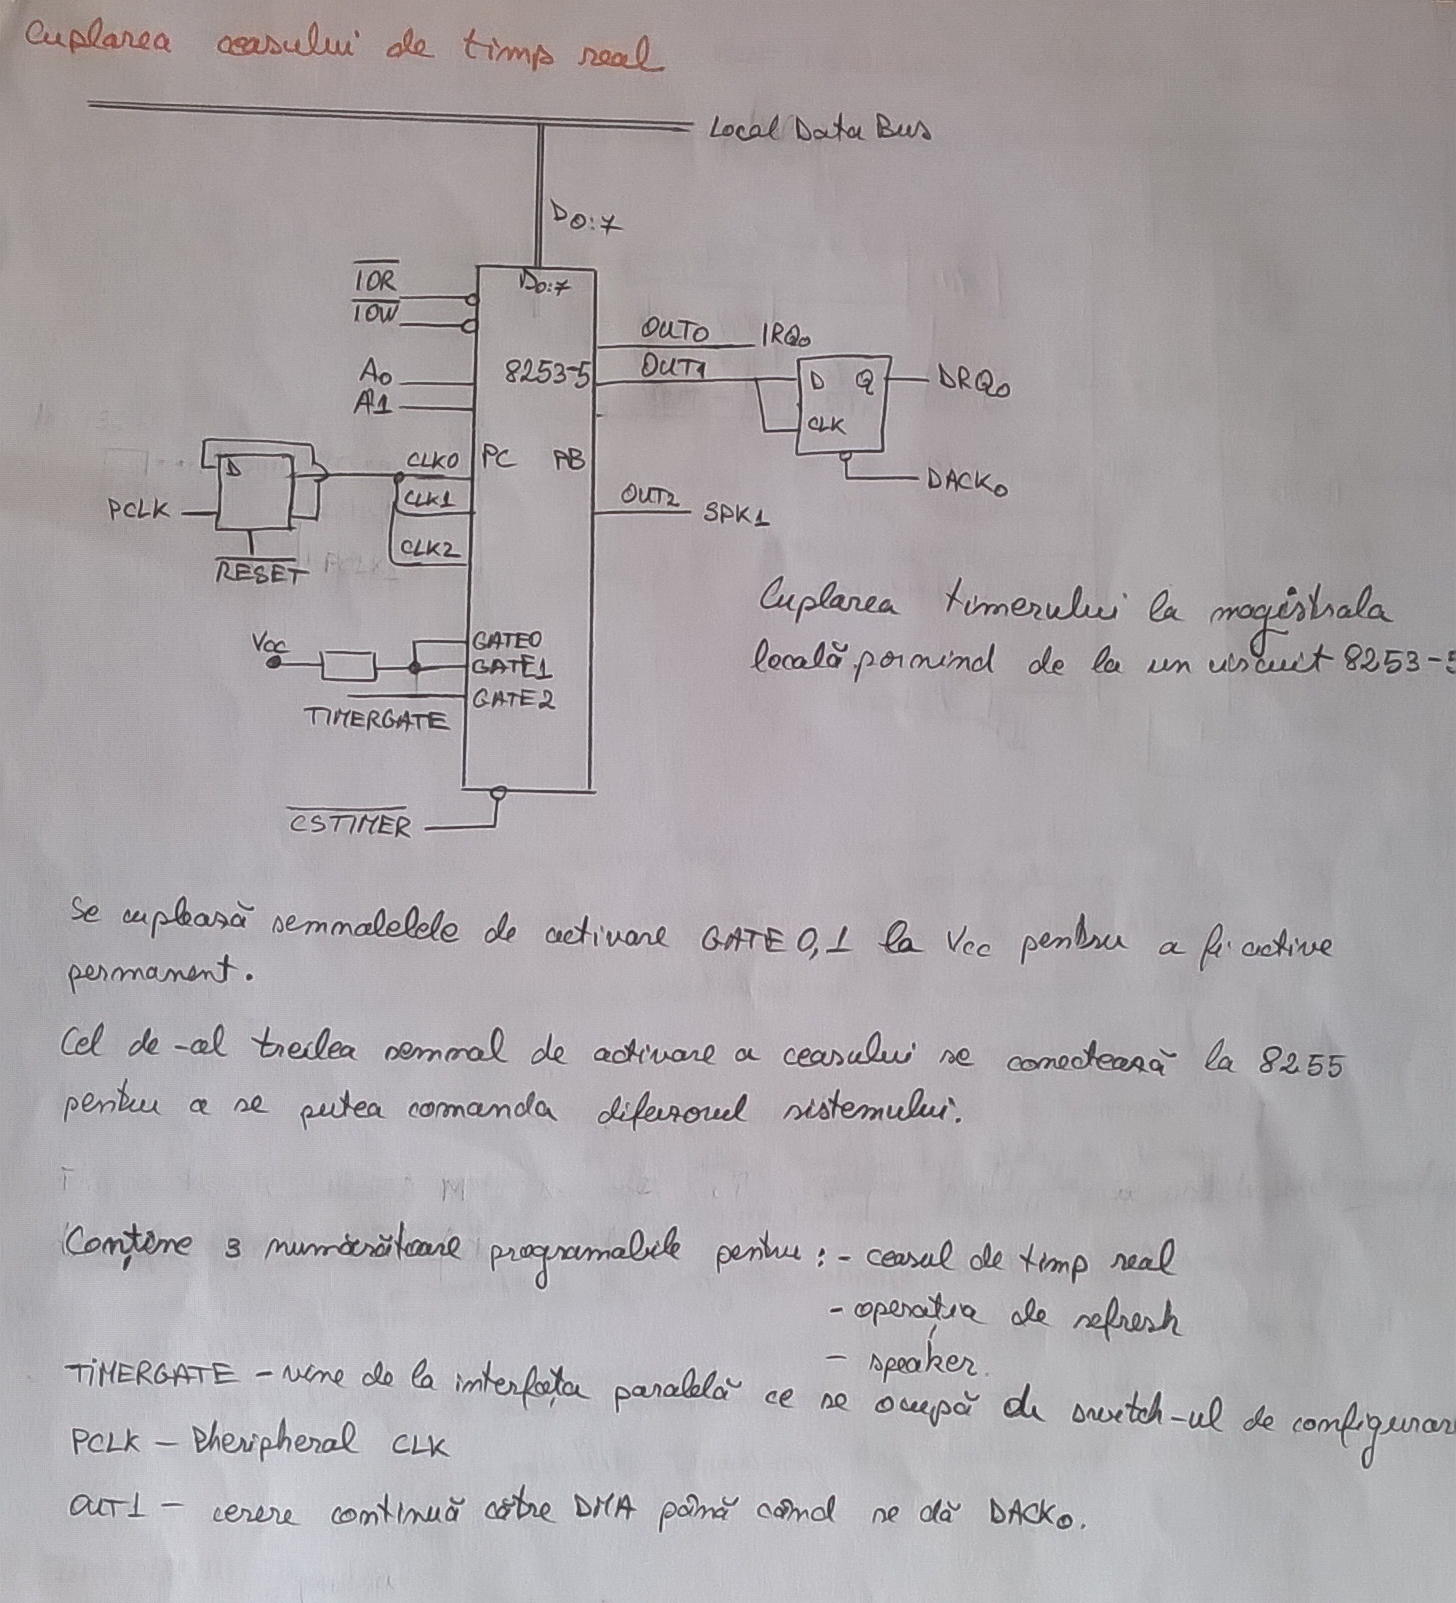 Cuplarea ceasului de timp real
Local Data Bus
D0:7
D0:7
IOR
IOW
A0
A1
8253-5
OUT0 IRQ0
OUT1
D Q DRQ0
CLK
DACK0
CLK0 PC PB
CLK1
CLK2
D
PCLK
RESET
OUT2 SPK1
Cuplarea timerului la magistrala
locală pornind de la un circuit 8253-5
Vcc
GATE0
GATE1
GATE2
TIMERGATE
CSTIMER
Se cuplează semnalelele de activare GATE 0,1 la Vcc pentru a fi active
permanent.
Cel de-al treilea semnal de activare a ceasului se conectează la 8255
pentru a se putea comanda difuzorul sistemului.
Conține 3 numărătoare programabile pentru: - ceasul de timp real
- operația de refresh
- speaker.
TIMERGATE - vine de la interfața paralelă ce se ocupă de switch-ul de configurar
PCLK - Pheripheral CLK
OUT1 - cerere continuă către DMA până când se dă DACK0.